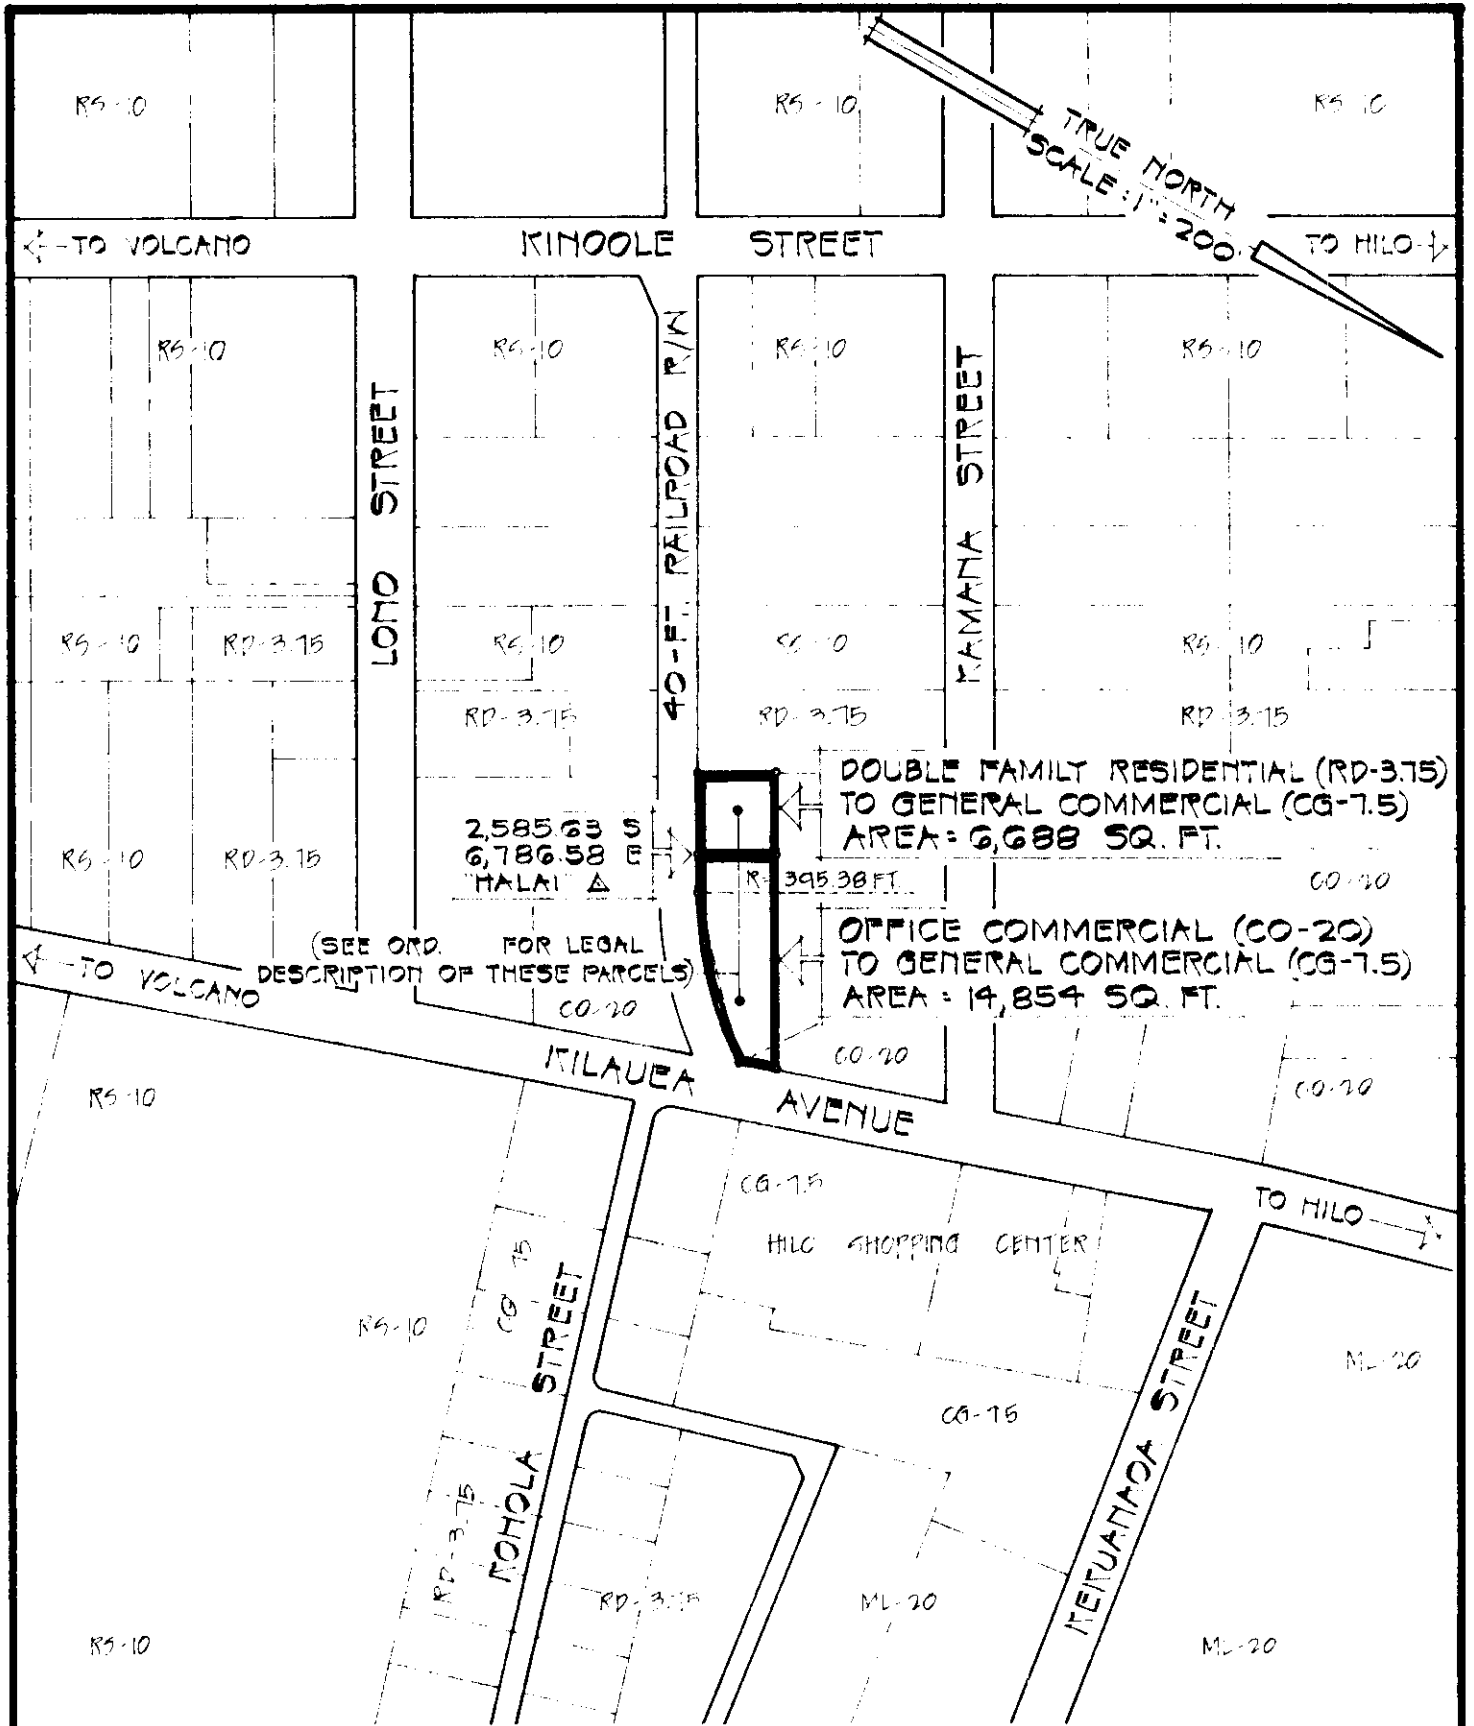 RS-10
RS-10
RS-10
TRUE NORTH
SCALE : 1" = 200'
TO VOLCANO
KINOOLE STREET
TO HILO
RS-10
RS-10
RS-10
RS-10
LONO STREET
40-FT. RAILROAD R/W
KAMANA STREET
RS-10
RD-3.75
RS-10
RS-10
RS-10
RD-3.75
RD-3.75
RD-3.75
DOUBLE FAMILY RESIDENTIAL (RD-3.75)
TO GENERAL COMMERCIAL (CG-7.5)
AREA = 6,688 SQ. FT.
2,585.63 S
6,786.58 E
"HALAI" △
RS-10
RD-3.75
R=395.38 FT.
CO-20
OFFICE COMMERCIAL (CO-20)
TO GENERAL COMMERCIAL (CG-7.5)
AREA = 14,854 SQ. FT.
(SEE ORD. FOR LEGAL
DESCRIPTION OF THESE PARCELS)
TO VOLCANO
CO-20
CO-20
CO-20
KILAUEA AVENUE
RS-10
CG-7.5
HILO SHOPPING CENTER
TO HILO
CG 75
RS-10
KOHOLA STREET
ML-20
CG-75
KEKUANAOA STREET
RD-3.75
RD-3.75
ML-20
RS-10
ML-20